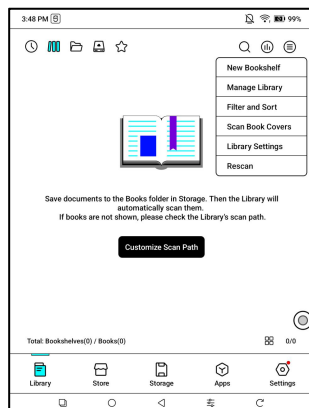 3:48 PM
99%
New Bookshelf
Manage Library
Filter and Sort
Scan Book Covers
Library Settings
Rescan
Save documents to the Books folder in Storage. Then the Library will
automatically scan them.
If books are not shown, please check the Library's scan path.
Customize Scan Path
Total: Bookshelves(0) / Books(0)
0/0
Library
Store
Storage
Apps
Settings